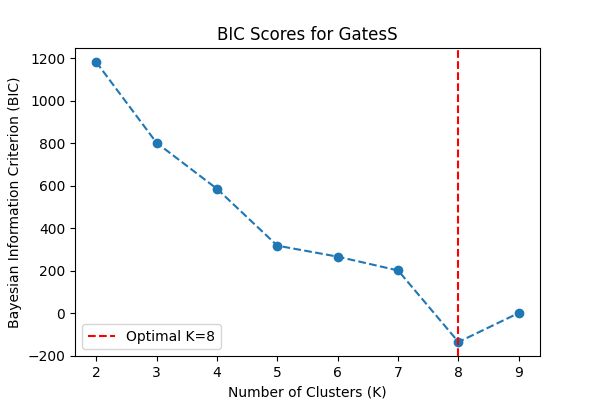 BIC Scores for GatesS
Bayesian Information Criterion (BIC)
1200
1000
800
600
400
200
0
−200
Optimal K=8
2 3 4 5 6 7 8 9
Number of Clusters (K)